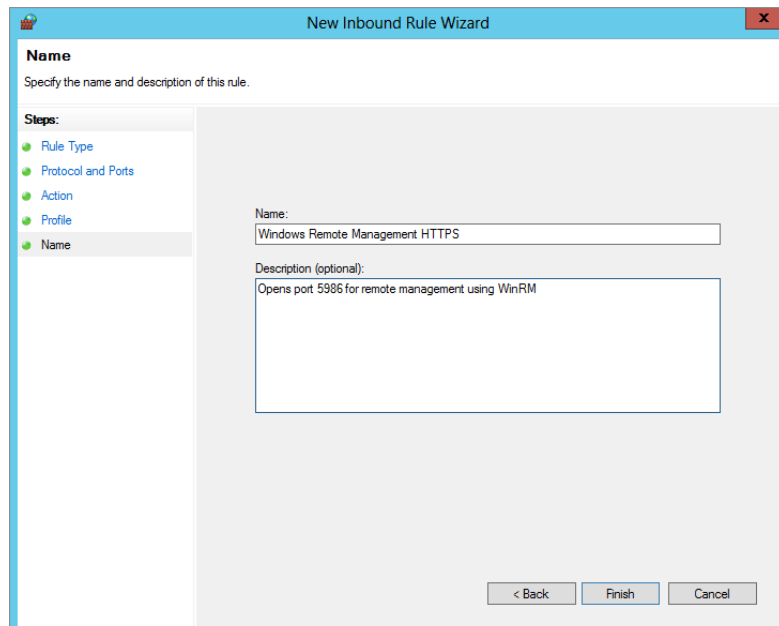 New Inbound Rule Wizard
x
Name
Specify the name and description of this rule.
Steps:
Rule Type
Protocol and Ports
Action
Profile
Name
Name:
Windows Remote Management HTTPS
Description (optional):
Opens port 5986 for remote management using WinRM
< Back
Finish
Cancel